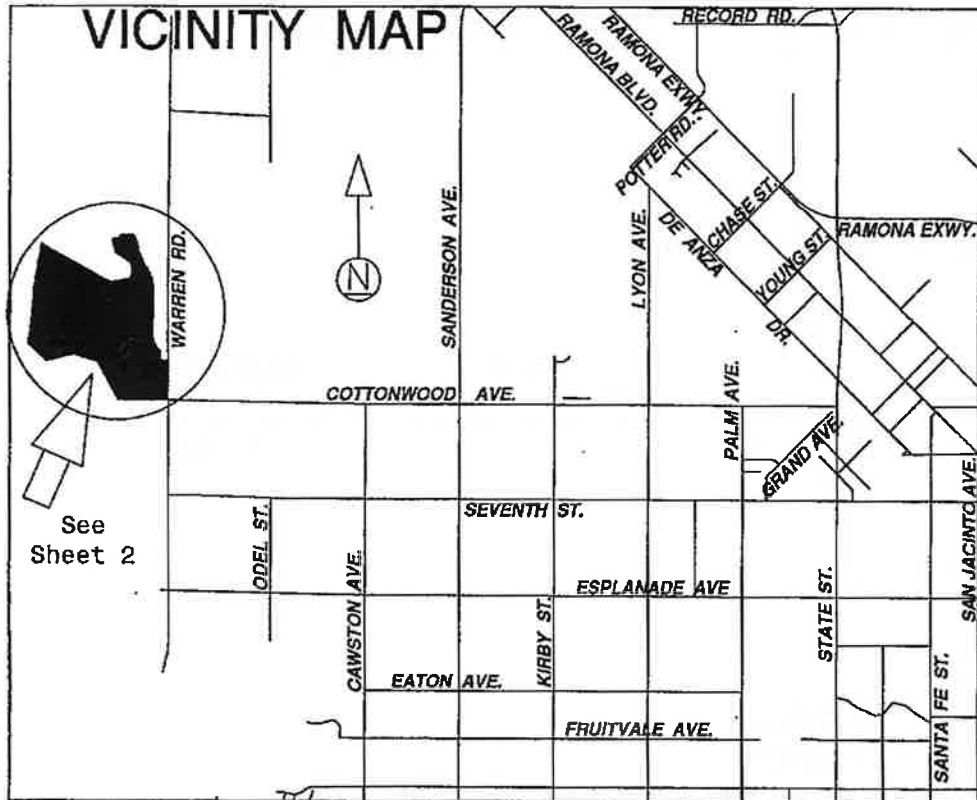 VICINITY MAP
RECORD RD.
RAMONA EXWY.
RAMONA BLVD.
POTTER RD.
CHASE ST.
RAMONA EXWY.
YOUNG ST.
DE ANZA
DR.
LYON AVE.
SANDERSON AVE.
WARREN RD.
N
COTTONWOOD AVE.
PALM AVE.
GRAND AVE.
See
Sheet 2
SEVENTH ST.
ODEL ST.
ESPLANADE AVE
CAWSTON AVE.
KIRBY ST.
STATE ST.
SAN JACINTO AVE.
EATON AVE.
FRUITVALE AVE.
SANTA FE ST.